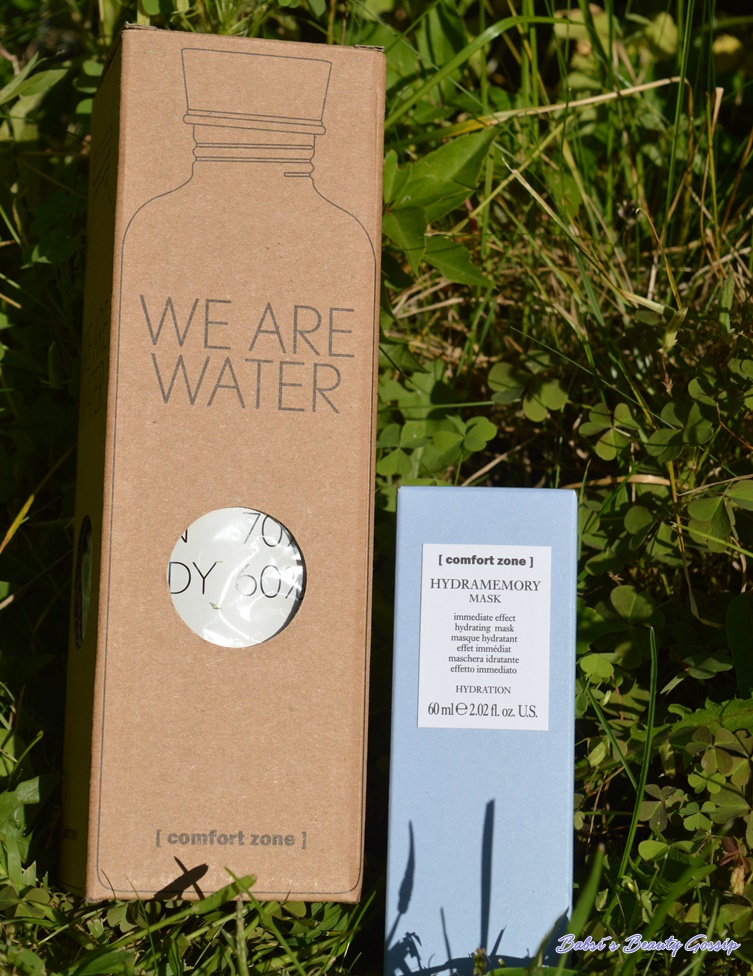 WE ARE
WATER
70%
DY 60%
[ comfort zone ]
[ comfort zone ]
HYDRAMEMORY
MASK
immediate effect
hydrating mask
masque hydratant
effet immédiat
maschera idratante
effetto immediato
HYDRATION
60 ml ℮ 2.02 fl. oz. U.S.
Babsi's Beauty Gossip